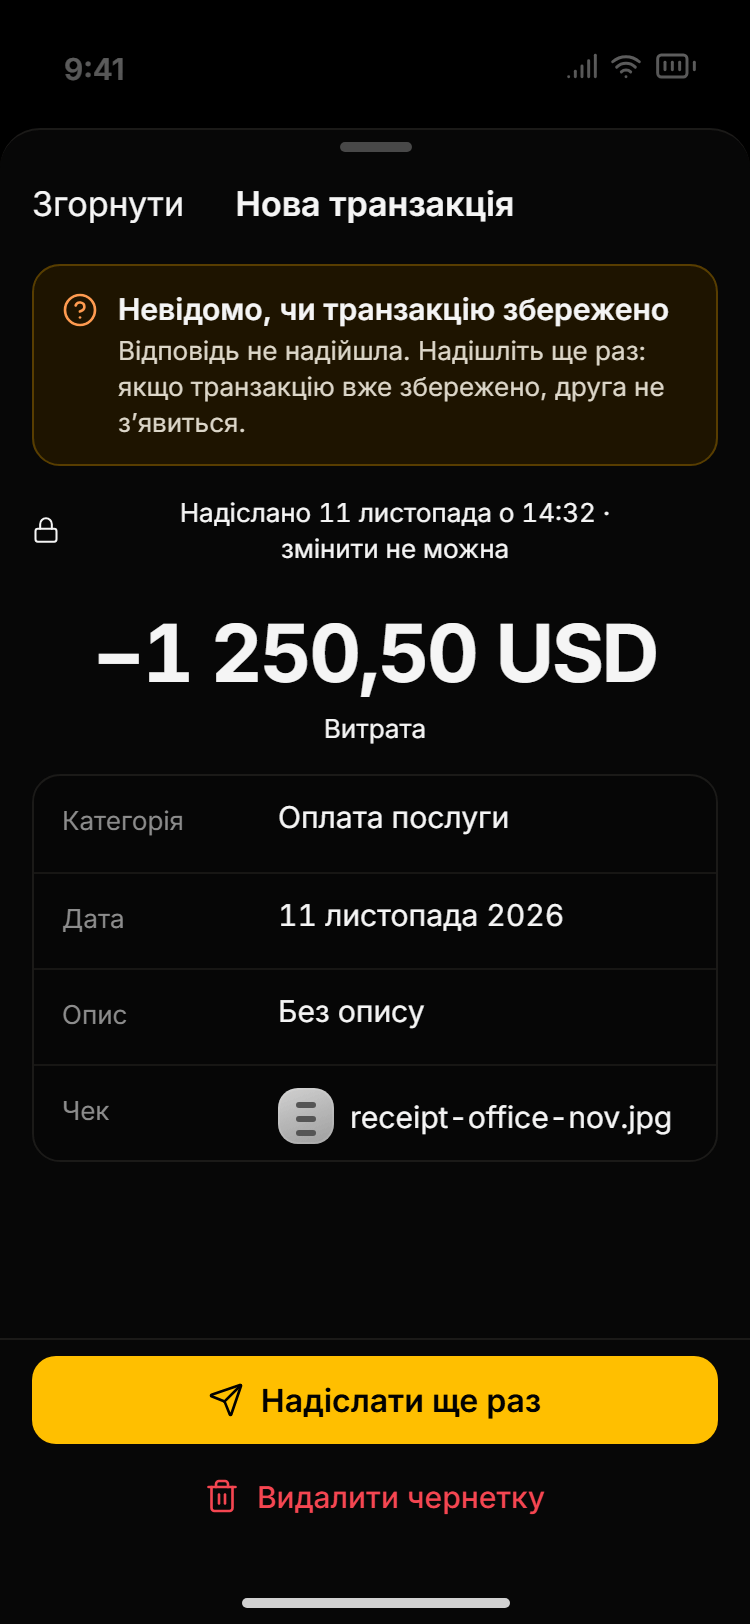 9:41
Згорнути
Нова транзакція
Невідомо, чи транзакцію збережено
Відповідь не надійшла. Надішліть ще раз:
якщо транзакцію вже збережено, друга не
з’явиться.
Надіслано 11 листопада о 14:32 ·
змінити не можна
−1 250,50 USD
Витрата
Категорія
Оплата послуги
Дата
11 листопада 2026
Опис
Без опису
Чек
receipt-office-nov.jpg
Надіслати ще раз
Видалити чернетку